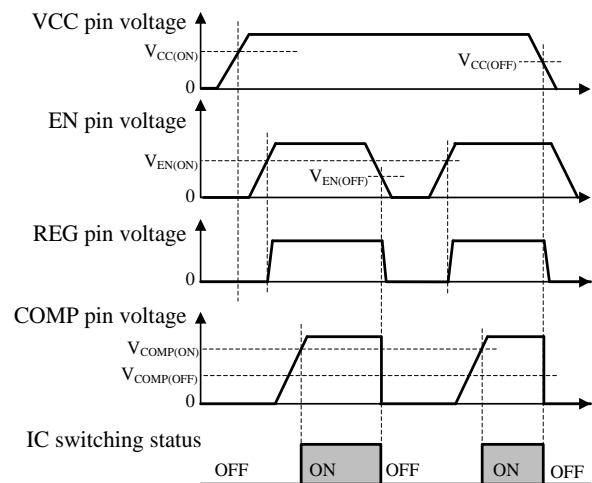 VCC pin voltage
VCC(ON)
VCC(OFF)
0
EN pin voltage
VEN(ON)
VEN(OFF)
0
REG pin voltage
0
COMP pin voltage
VCOMP(ON)
VCOMP(OFF)
0
IC switching status
OFF ON OFF ON OFF